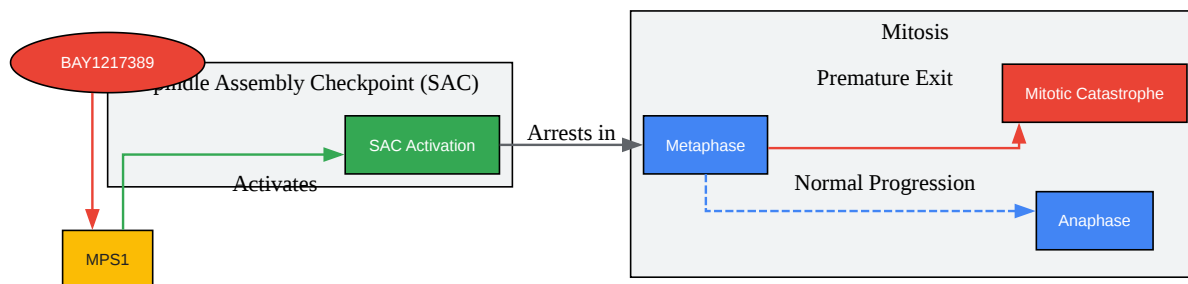 BAY1217389
Assembly Checkpoint (SAC)
SAC Activation
Activates
MPS1
Arrests in
Mitosis
Premature Exit
Mitotic Catastrophe
Metaphase
Normal Progression
Anaphase